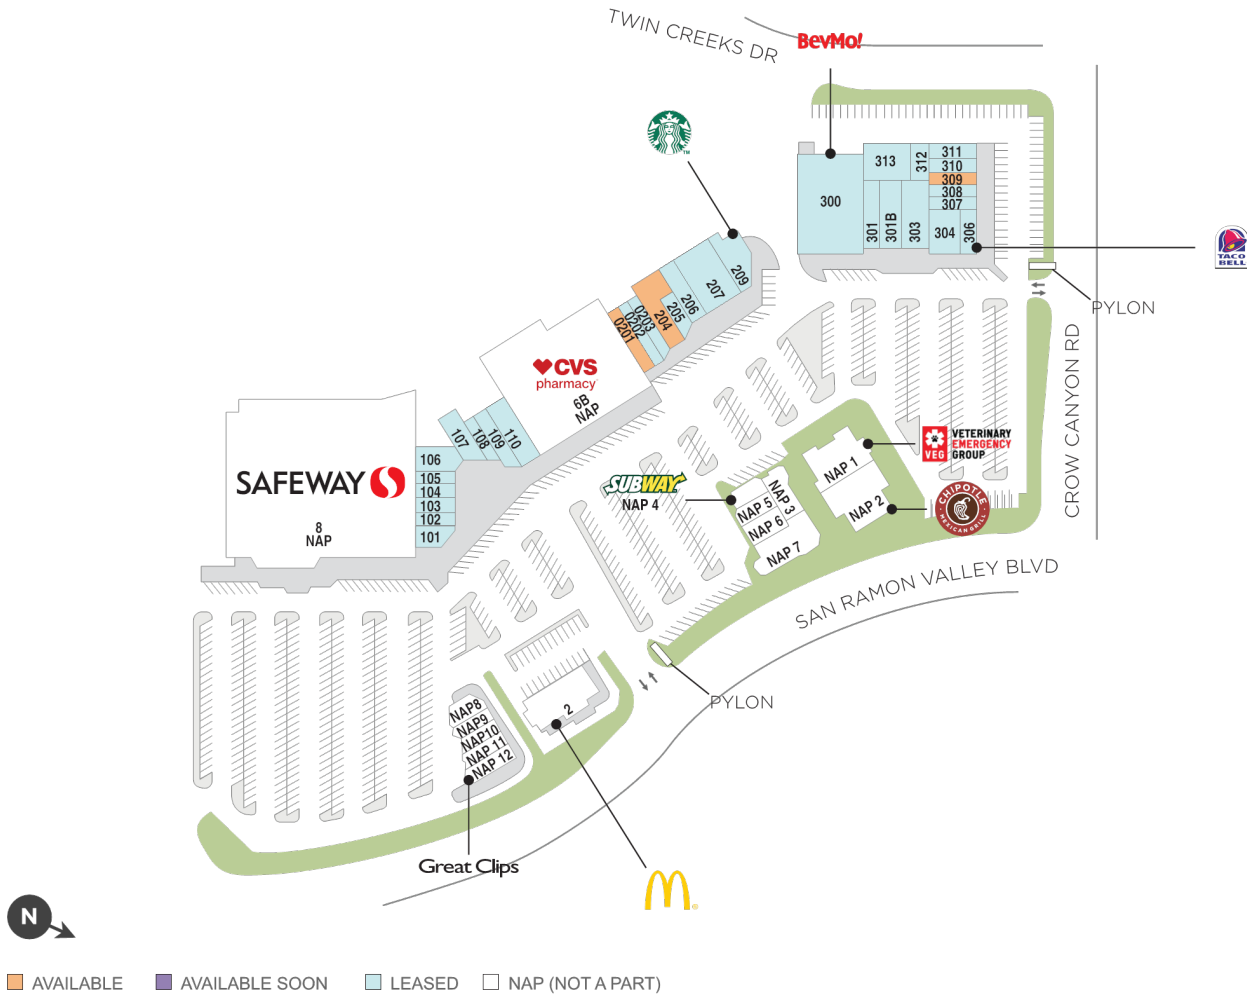 TWIN CREEKS DR
BevMo!
TM
313
312
311
310
309
308
307
300
301
301B
303
304
306
TACO
BELL
209
207
206
205
204
0203
0202
0201
PYLON
CROW CANYON RD
CVS
pharmacy
6B
NAP
107
108
109
110
106
105
104
103
102
101
SAFEWAY
8
NAP
VEG
VETERINARY
EMERGENCY
GROUP
NAP 1
NAP 2
CHIPOTLE
MEXICAN GRILL
SUBWAY
NAP 4
NAP 5
NAP 3
NAP 6
NAP 7
SAN RAMON VALLEY BLVD
PYLON
2
NAP8
NAP9
NAP10
NAP 11
NAP 12
Great Clips
N
AVAILABLE
AVAILABLE SOON
LEASED
NAP (NOT A PART)